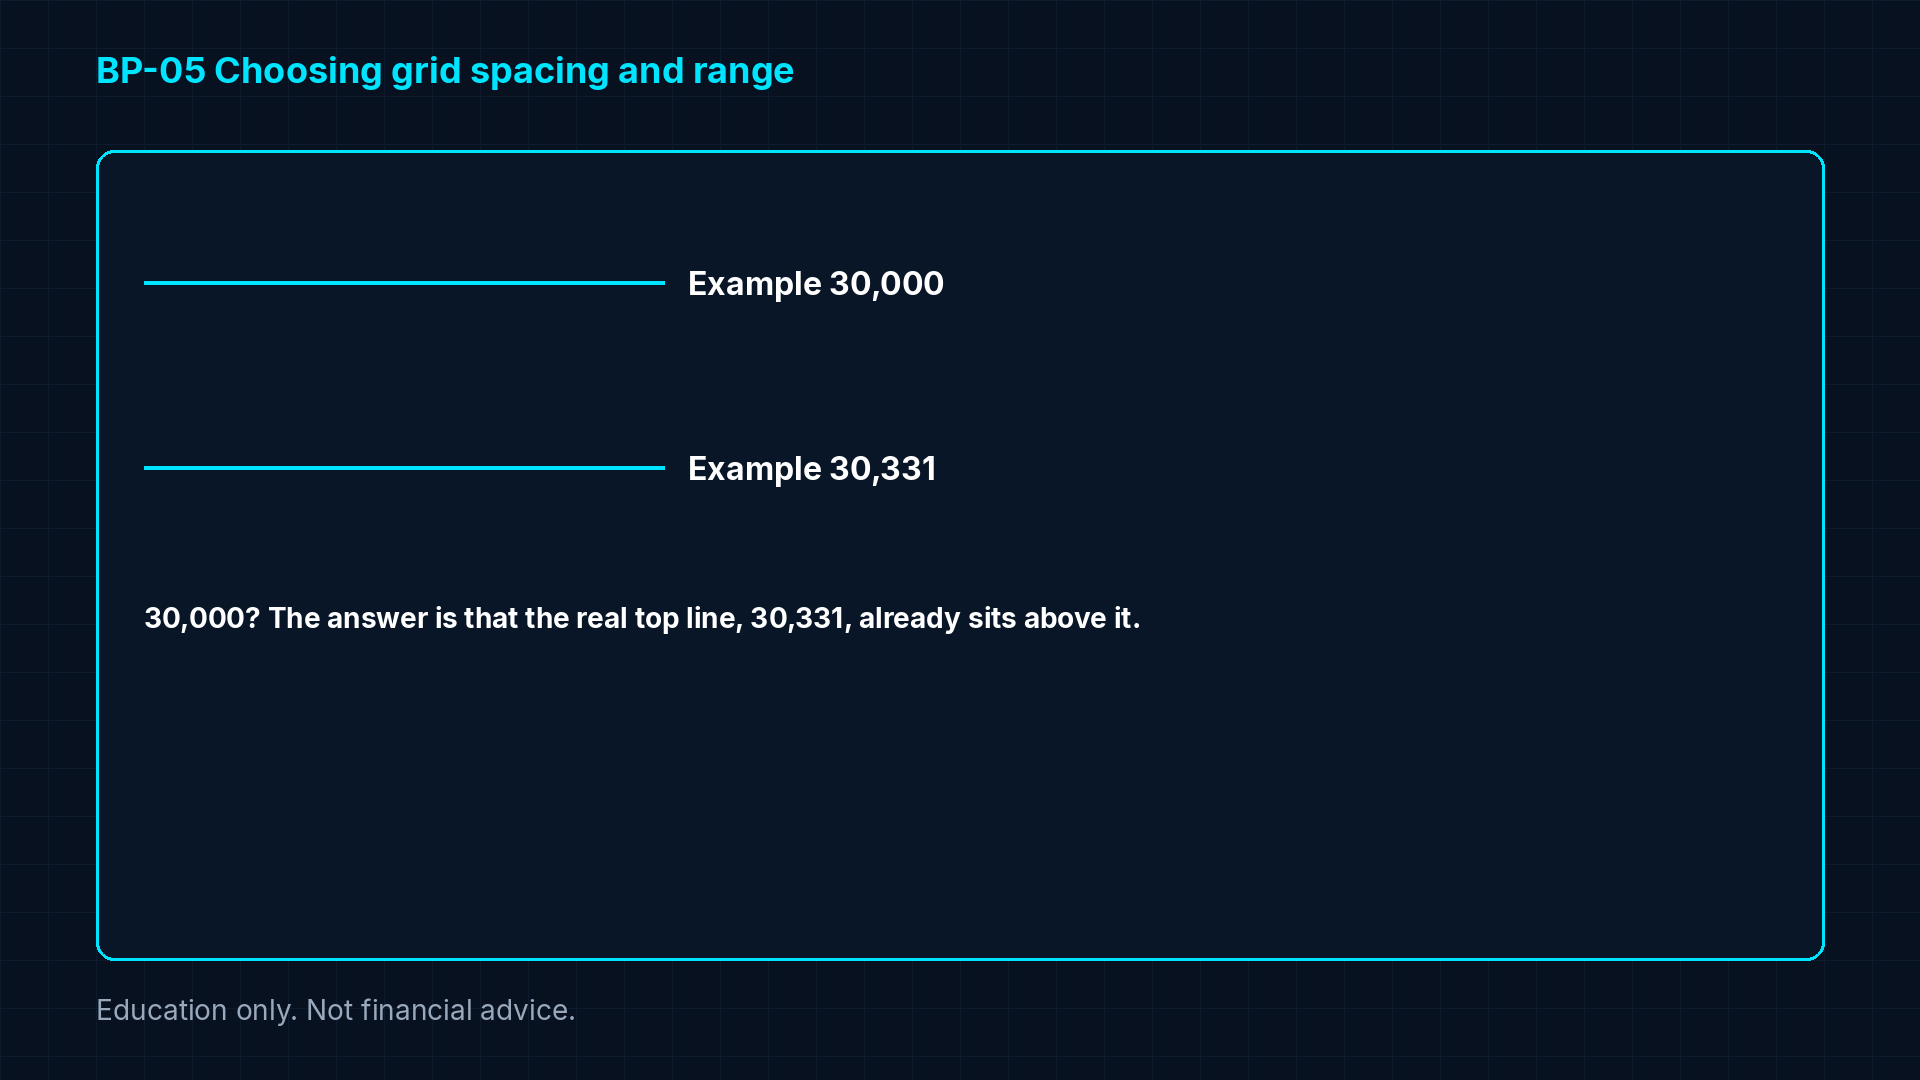 BP-05 Choosing grid spacing and range
Example 30,000
Example 30,331
30,000? The answer is that the real top line, 30,331, already sits above it.
Education only. Not financial advice.